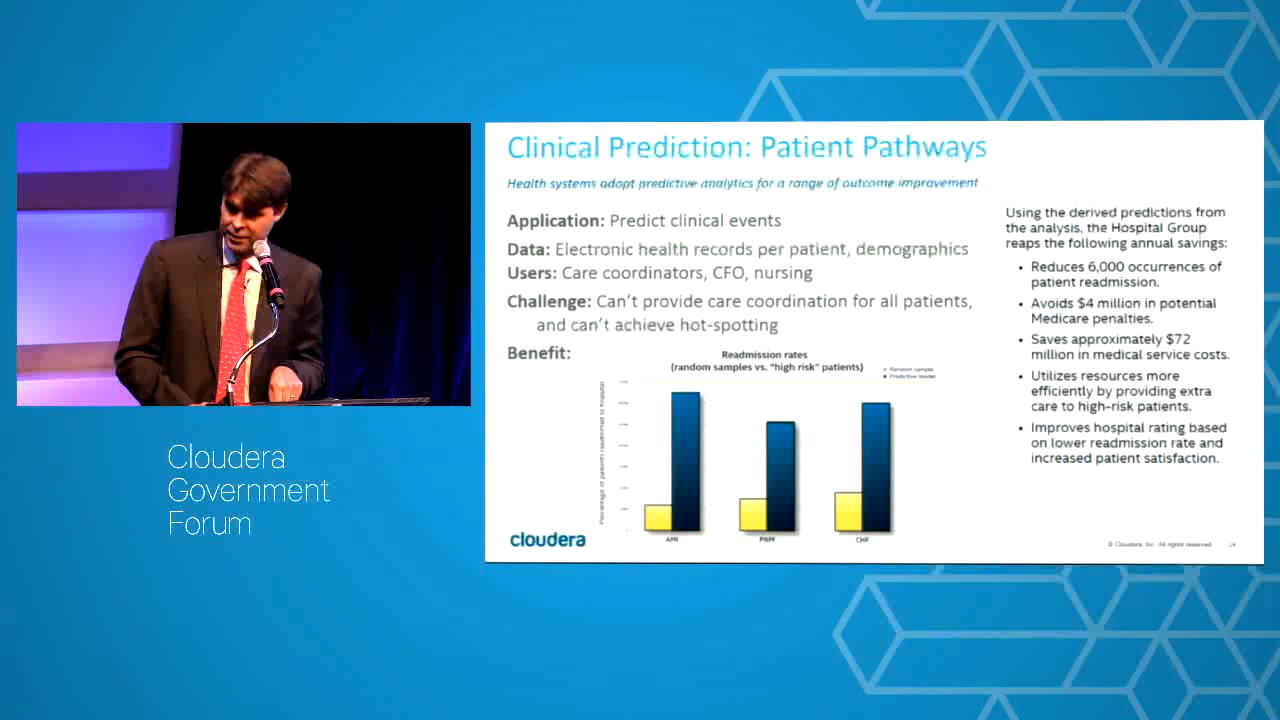 Clinical Prediction: Patient Pathways
Health systems adopt predictive analytics for a range of outcome improvement
Application: Predict clinical events
Data: Electronic health records per patient, demographics
Users: Care coordinators, CFO, nursing
Challenge: Can't provide care coordination for all patients,
and can't achieve hot-spotting
Benefit:
Readmission rates
(random samples vs. "high risk" patients)
Random sample
Predictive model
Percentage of patients readmitted to hospital
AMI
PNM
CHF
Using the derived predictions from
the analysis, the Hospital Group
reaps the following annual savings:
• Reduces 6,000 occurrences of
patient readmission.
• Avoids $4 million in potential
Medicare penalties.
• Saves approximately $72
million in medical service costs.
• Utilizes resources more
efficiently by providing extra
care to high-risk patients.
• Improves hospital rating based
on lower readmission rate and
increased patient satisfaction.
cloudera
© Cloudera, Inc. All rights reserved.
Cloudera
Government
Forum